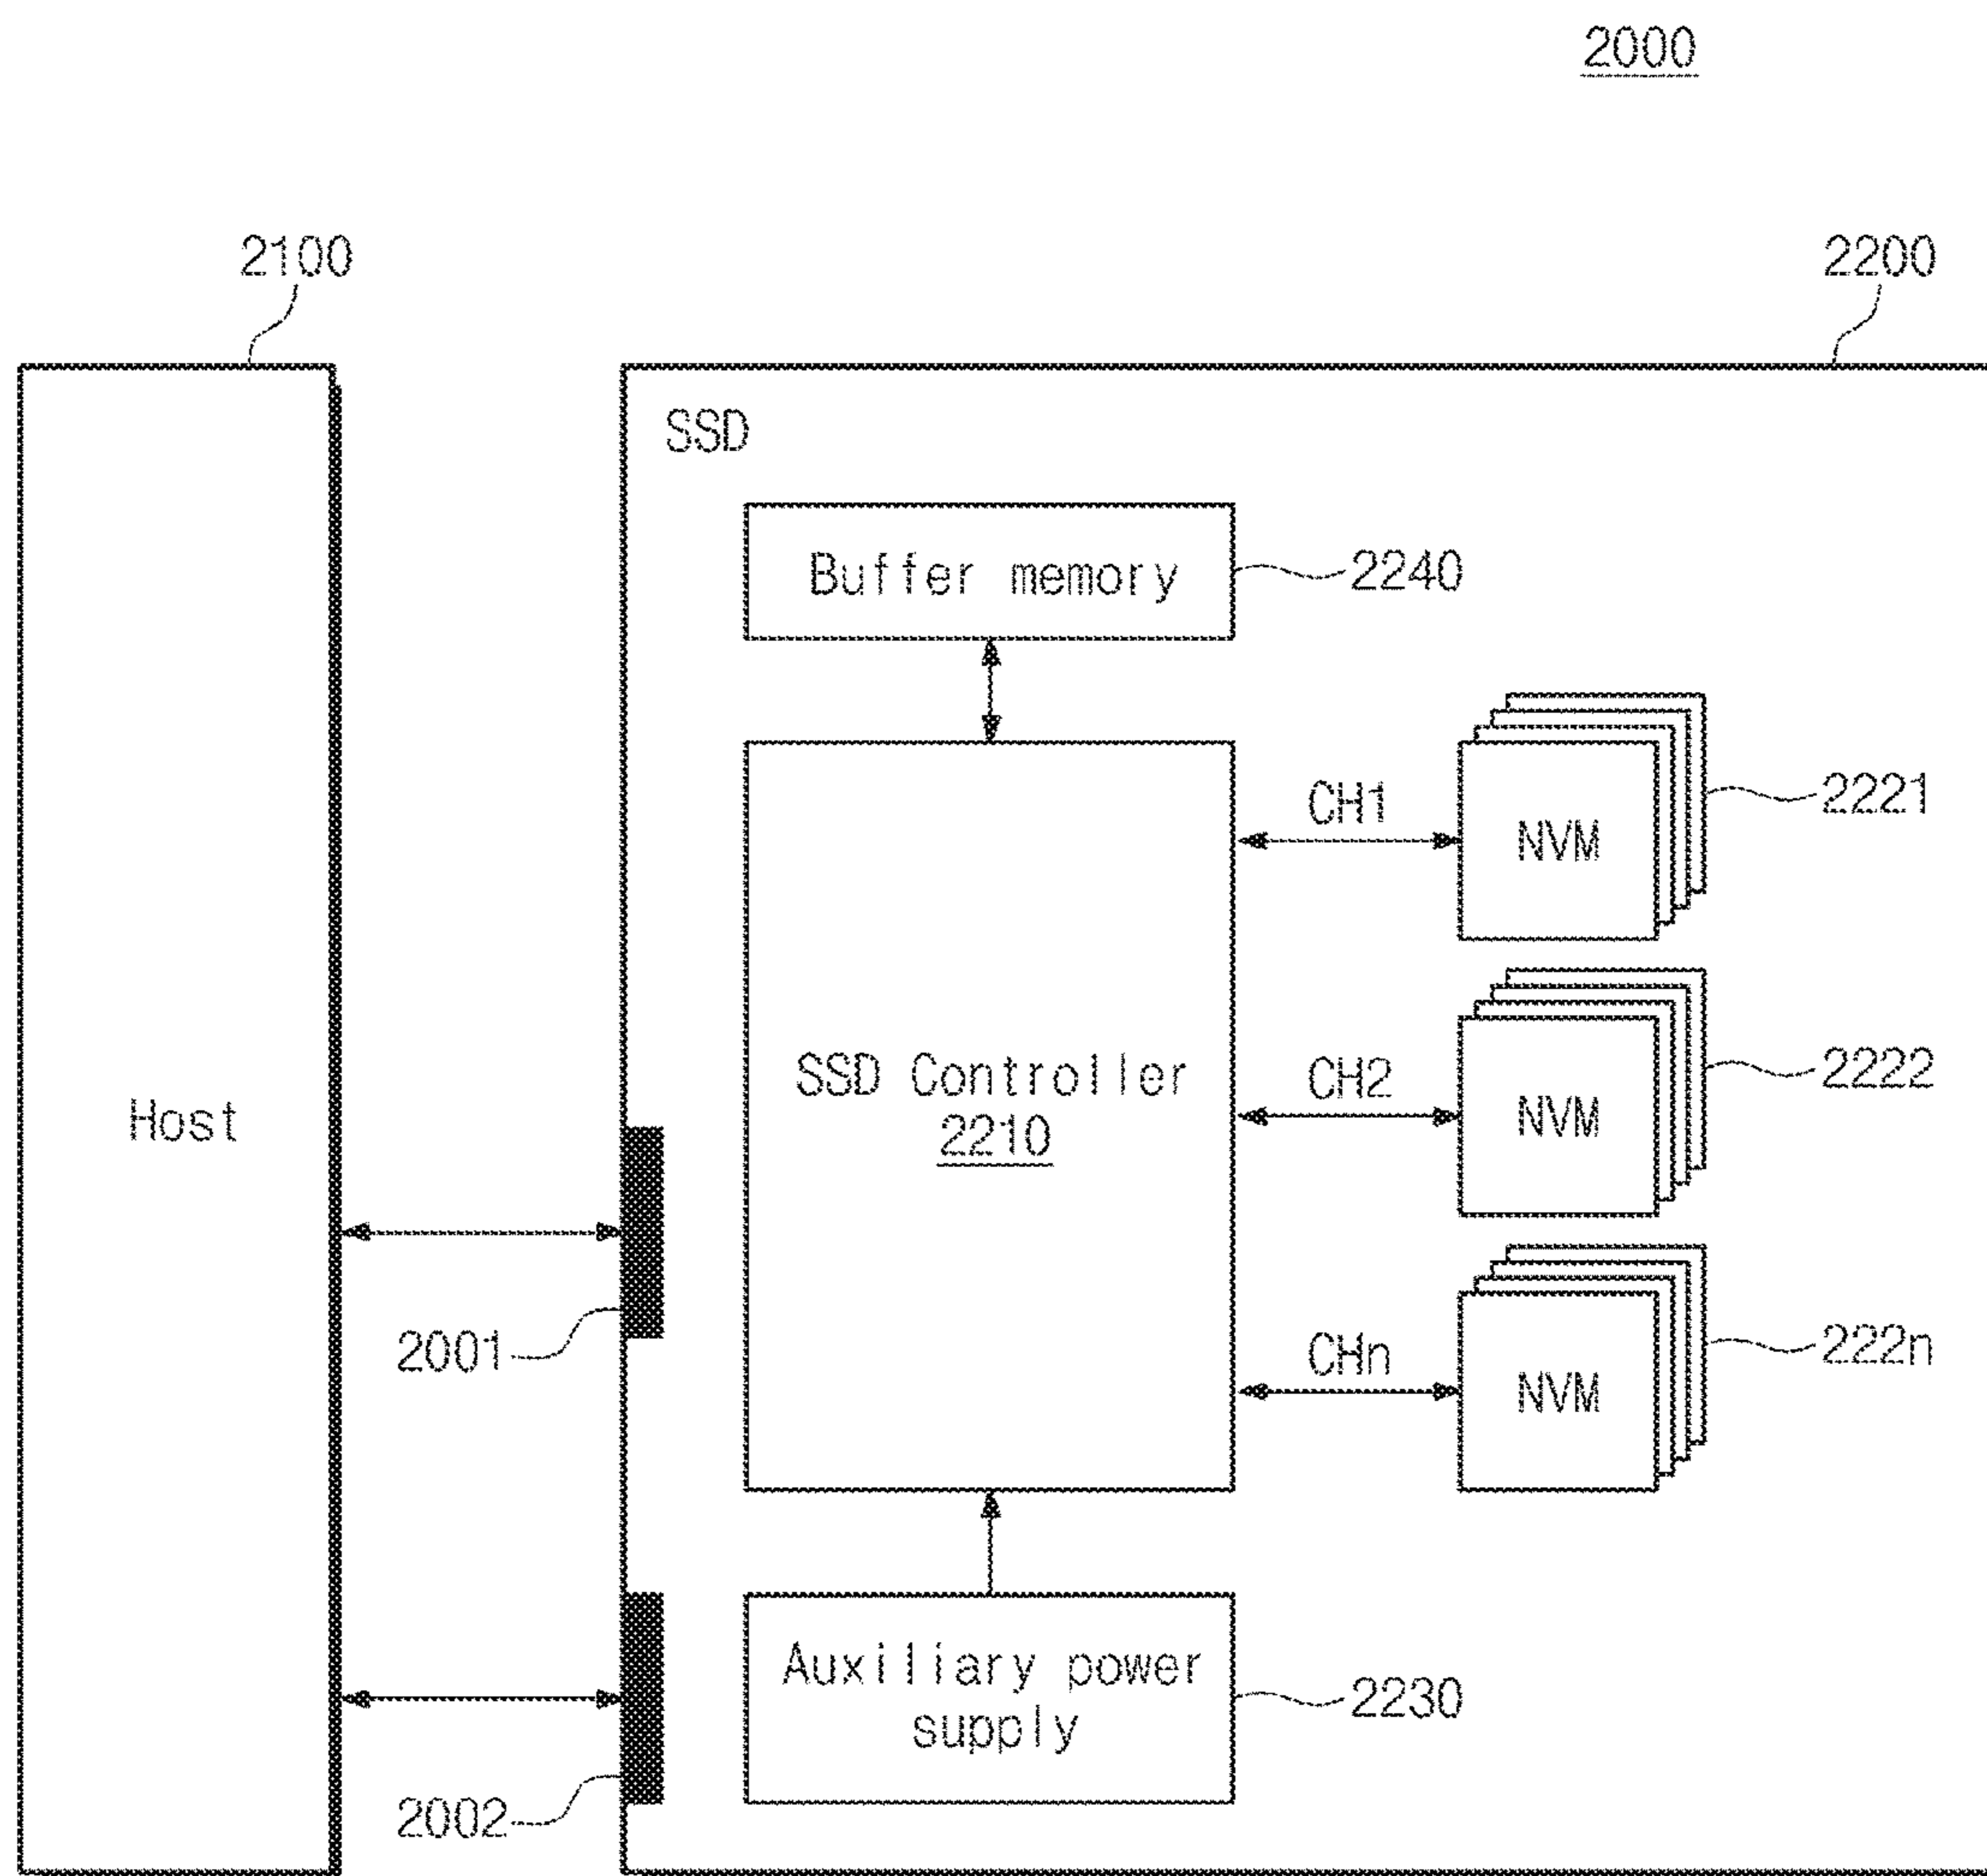 2000
2100
2200
SSD
Buffer memory
2240
CH1
NVM
2221
SSD Controller
2210
CH2
NVM
2222
Host
2001
CHn
NVM
222n
Auxiliary power
supply
2230
2002